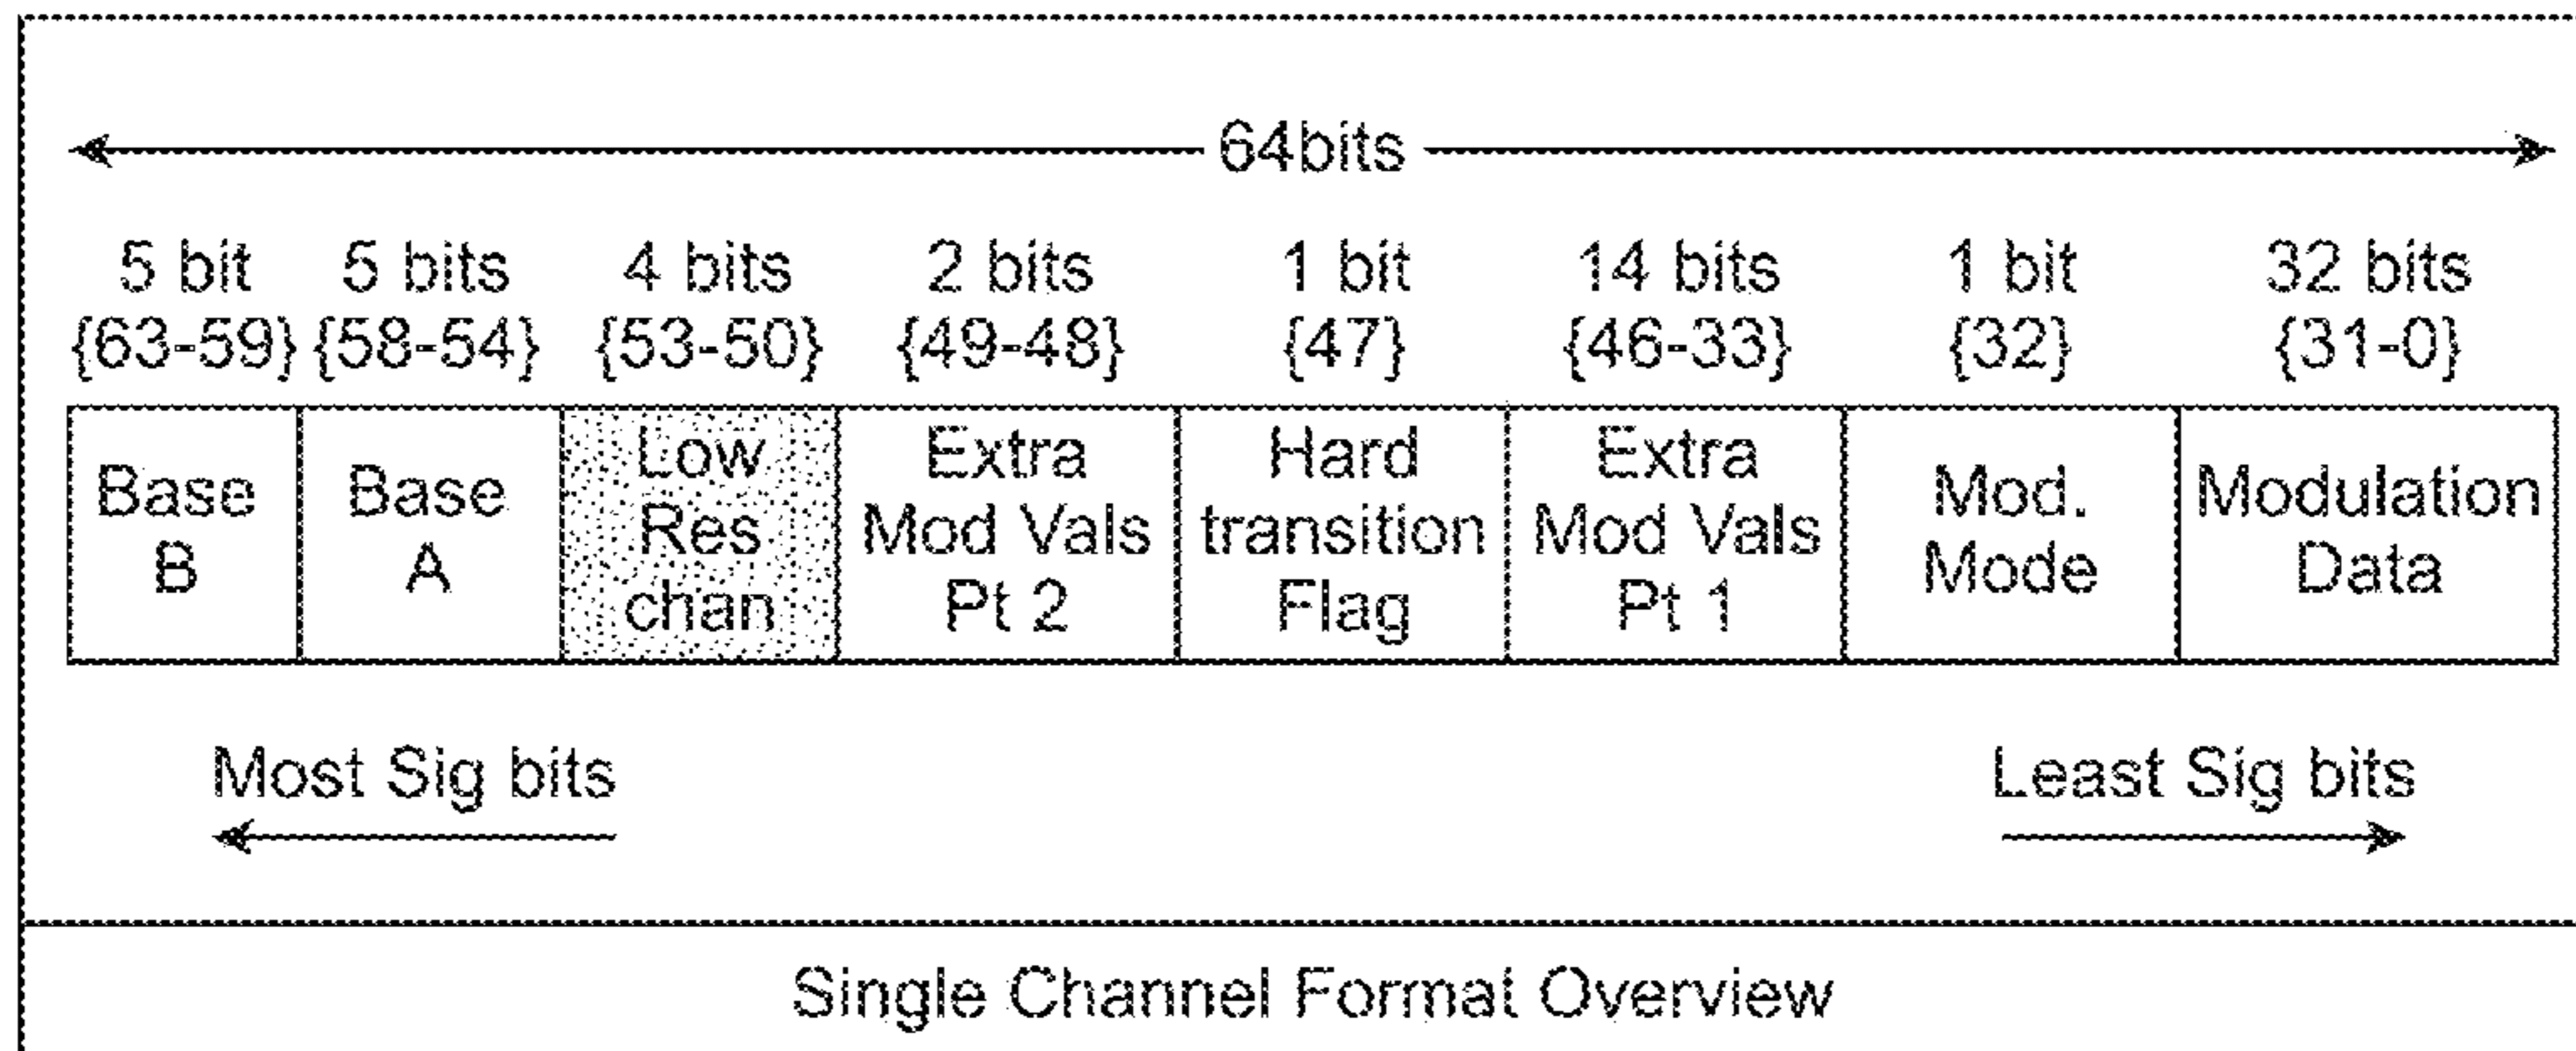 64bits
5 bit 5 bits 4 bits 2 bits 1 bit 14 bits 1 bit 32 bits
{63-59} {58-54} {53-50} {49-48} {47} {46-33} {32} {31-0}
Base B
Base A
Low Res chan
Extra Mod Vals Pt 2
Hard transition Flag
Extra Mod Vals Pt 1
Mod. Mode
Modulation Data
Most Sig bits
Least Sig bits
Single Channel Format Overview